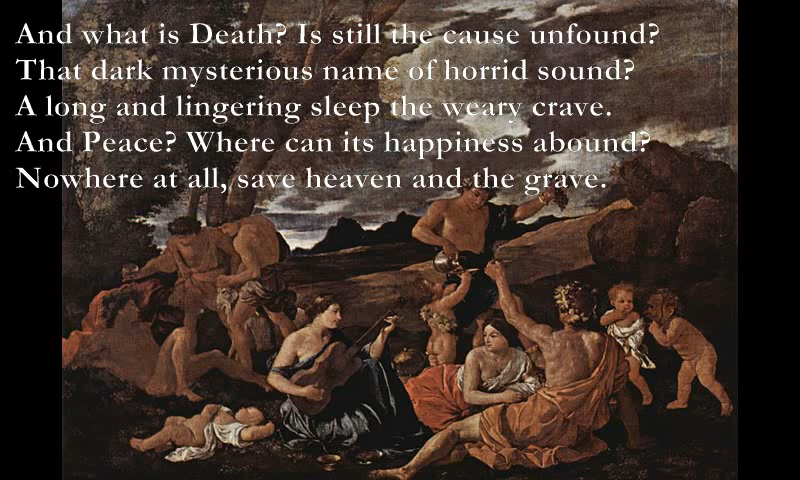 And what is Death? Is still the cause unfound?
That dark mysterious name of horrid sound?
A long and lingering sleep the weary crave.
And Peace? Where can its happiness abound?
Nowhere at all, save heaven and the grave.